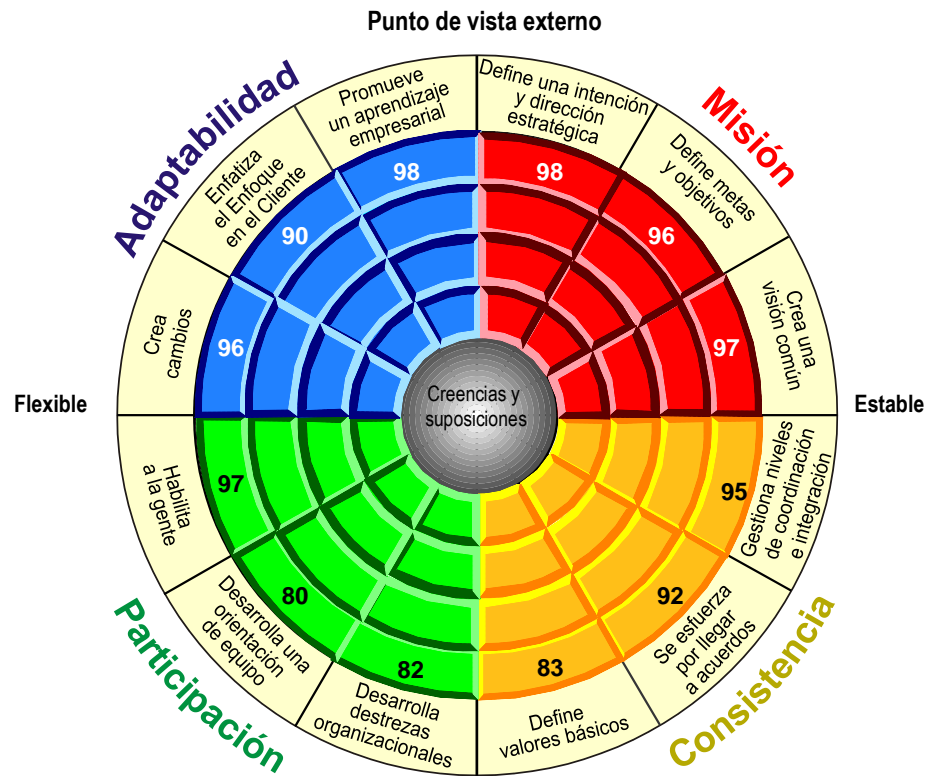 Punto de vista externo
Adaptabilidad
Misión
Promueve
un aprendizaje
empresarial
98
Define una intención
y dirección
estratégica
98
Enfatiza
el Enfoque
en el Cliente
90
Define metas
y objetivos
96
Crea
cambios
96
Crea una
visión común
97
Flexible
Creencias y
suposiciones
Estable
Habilita
a la gente
97
Gestiona niveles
de coordinación
e integración
95
Desarrolla una
orientación
de equipo
80
Se esfuerza
por llegar
a acuerdos
92
Desarrolla
destrezas
organizacionales
82
Define
valores básicos
83
Participación
Consistencia